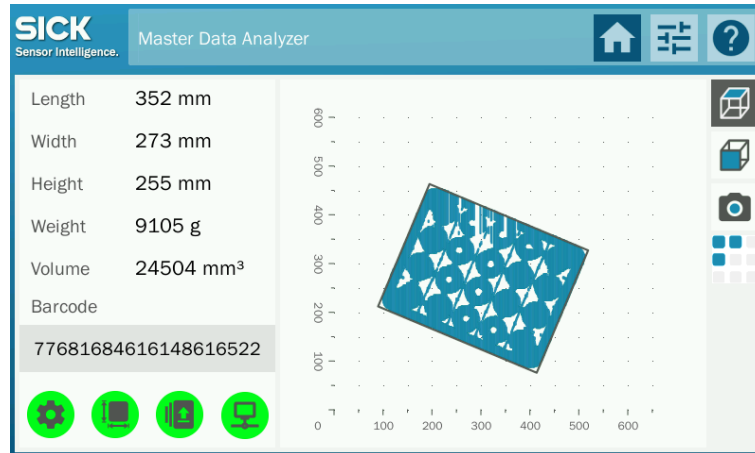 SICK
Sensor Intelligence.
Master Data Analyzer
?
Length 352 mm
Width 273 mm
Height 255 mm
Weight 9105 g
Volume 24504 mm³
Barcode
77681684616148616522
600
500
400
300
200
100
0 100 200 300 400 500 600